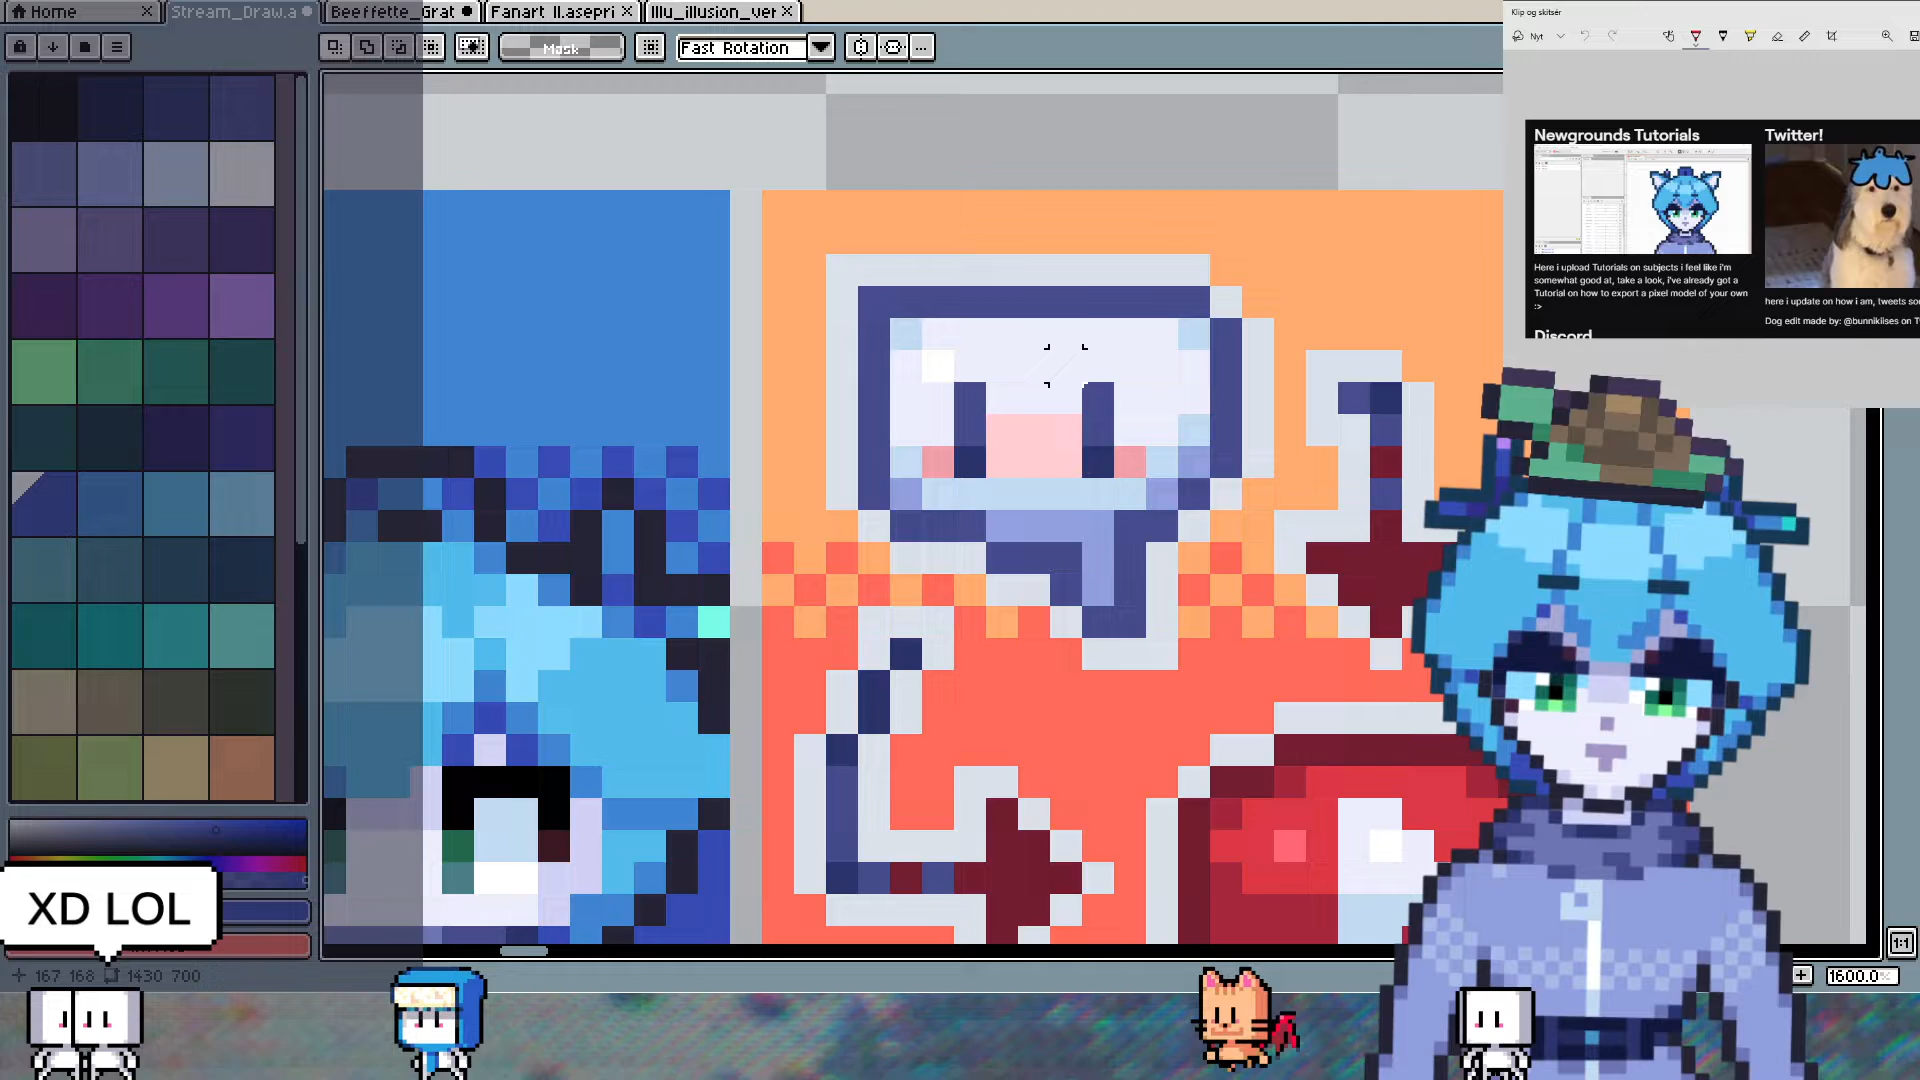 Home
Stream_Draw.a
Beeffette_Grat
Fanart II.asepri
Illu_illusion_ver
Klip og skitsér
Nyt
Mask
Fast Rotation
...
Newgrounds Tutorials
Twitter!
Here i upload Tutorials on subjects i feel like i'm
somewhat good at, take a look, i've already got a
Tutorial on how to export a pixel model of your own
:>
here i update on how i am, tweets
Dog edit made by: @bunnikiises on
Discord
XD LOL
167 168
1430 700
1:1
1600.0